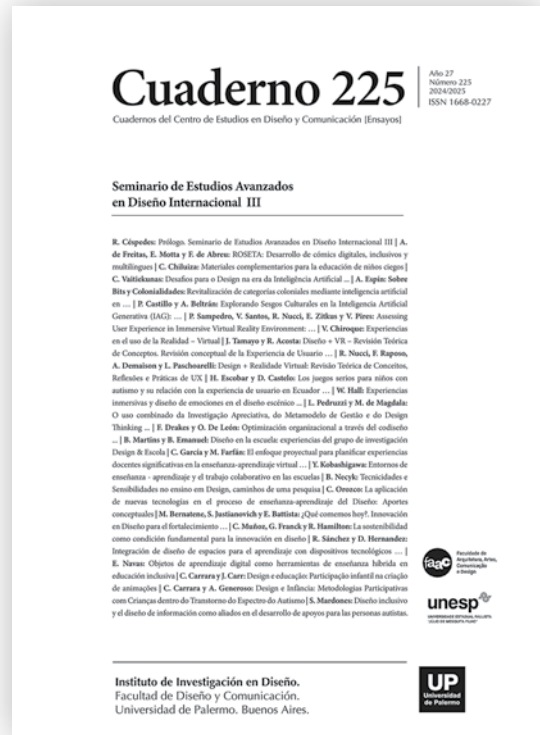 Cuaderno 225
Año 27
Número 225
2024/2025
ISSN 1668-0227
Cuadernos del Centro de Estudios en Diseño y Comunicación [Ensayos]
Seminario de Estudios Avanzados
en Diseño Internacional III
R. Céspedes: Prólogo. Seminario de Estudios Avanzados en Diseño Internacional III | A.
de Freitas, E. Motta y F. de Abreu: ROSETA: Desarrollo de cómics digitales, inclusivos y
multilingues | C. Chiluiza: Materiales complementarios para la educación de niños ciegos |
C. Vaitiekunas: Desafios para o Design na era da Inteligência Artificial ... | A. Espín: Sobre
Bits y Colonialidades: Revitalización de categorías coloniales mediante inteligencia artificial
en ... | P. Castillo y A. Beltrán: Explorando Sesgos Culturales en la Inteligencia Artificial
Generativa (IAG): ... | P. Sampedro, V. Santos, R. Nucci, E. Zitkus y V. Pires: Assessing
User Experience in Immersive Virtual Reality Environment: ... | V. Chiroque: Experiencias
en el uso de la Realidad – Virtual | J. Tamayo y R. Acosta: Diseño + VR – Revisión Teórica
de Conceptos. Revisión conceptual de la Experiencia de Usuario ... | R. Nucci, F. Raposo,
A. Demaison y L. Paschoarelli: Design + Realidade Virtual: Revisão Teórica de Conceitos,
Reflexões e Práticas de UX | H. Escobar y D. Castelo: Los juegos serios para niños con
autismo y su relación con la experiencia de usuario en Ecuador ... | W. Hall: Experiencias
inmersivas y diseño de emociones en el diseño escénico ... | L. Pedruzzi y M. de Magdala:
O uso combinado da Investigação Apreciativa, do Metamodelo de Gestão e do Design
Thinking ... | F. Drakes y O. De León: Optimización organizacional a través del codiseño
... | B. Martins y B. Emanuel: Diseño en la escuela: experiencias del grupo de investigación
Design & Escola | C. García y M. Farfán: El enfoque proyectual para planificar experiencias
docentes significativas en la enseñanza-aprendizaje virtual ... | Y. Kobashigawa: Entornos de
enseñanza - aprendizaje y el trabajo colaborativo en las escuelas | B. Necyk: Tecnicidades e
Sensibilidades no ensino em Design, caminhos de uma pesquisa | C. Orozco: La aplicación
de nuevas tecnologías en el proceso de enseñanza-aprendizaje del Diseño: Aportes
conceptuales | M. Bernatene, S. Justianovich y E. Battista: ¿Qué comemos hoy?. Innovación
en Diseño para el fortalecimiento ... | C. Muñoz, G. Franck y R. Hamilton: La sostenibilidad
como condición fundamental para la innovación en diseño | R. Sánchez y D. Hernandez:
Integración de diseño de espacios para el aprendizaje con dispositivos tecnológicos ... |
E. Navas: Objetos de aprendizaje digital como herramientas de enseñanza híbrida en
educación inclusiva | C. Carrara y J. Carr: Design e educação: Participação infantil na criação
de animações | C. Carrara y A. Generoso: Design e Infância: Metodologias Participativas
com Crianças dentro do Transtorno do Espectro do Autismo | S. Mardones: Diseño inclusivo
y el diseño de información como aliados en el desarrollo de apoyos para las personas autistas.
faac
Faculdade de
Arquitetura, Artes,
Comunicação
e Design
unesp
UNIVERSIDADE ESTADUAL PAULISTA
"JÚLIO DE MESQUITA FILHO"
Instituto de Investigación en Diseño.
Facultad de Diseño y Comunicación.
Universidad de Palermo. Buenos Aires.
UP
Universidad
de Palermo